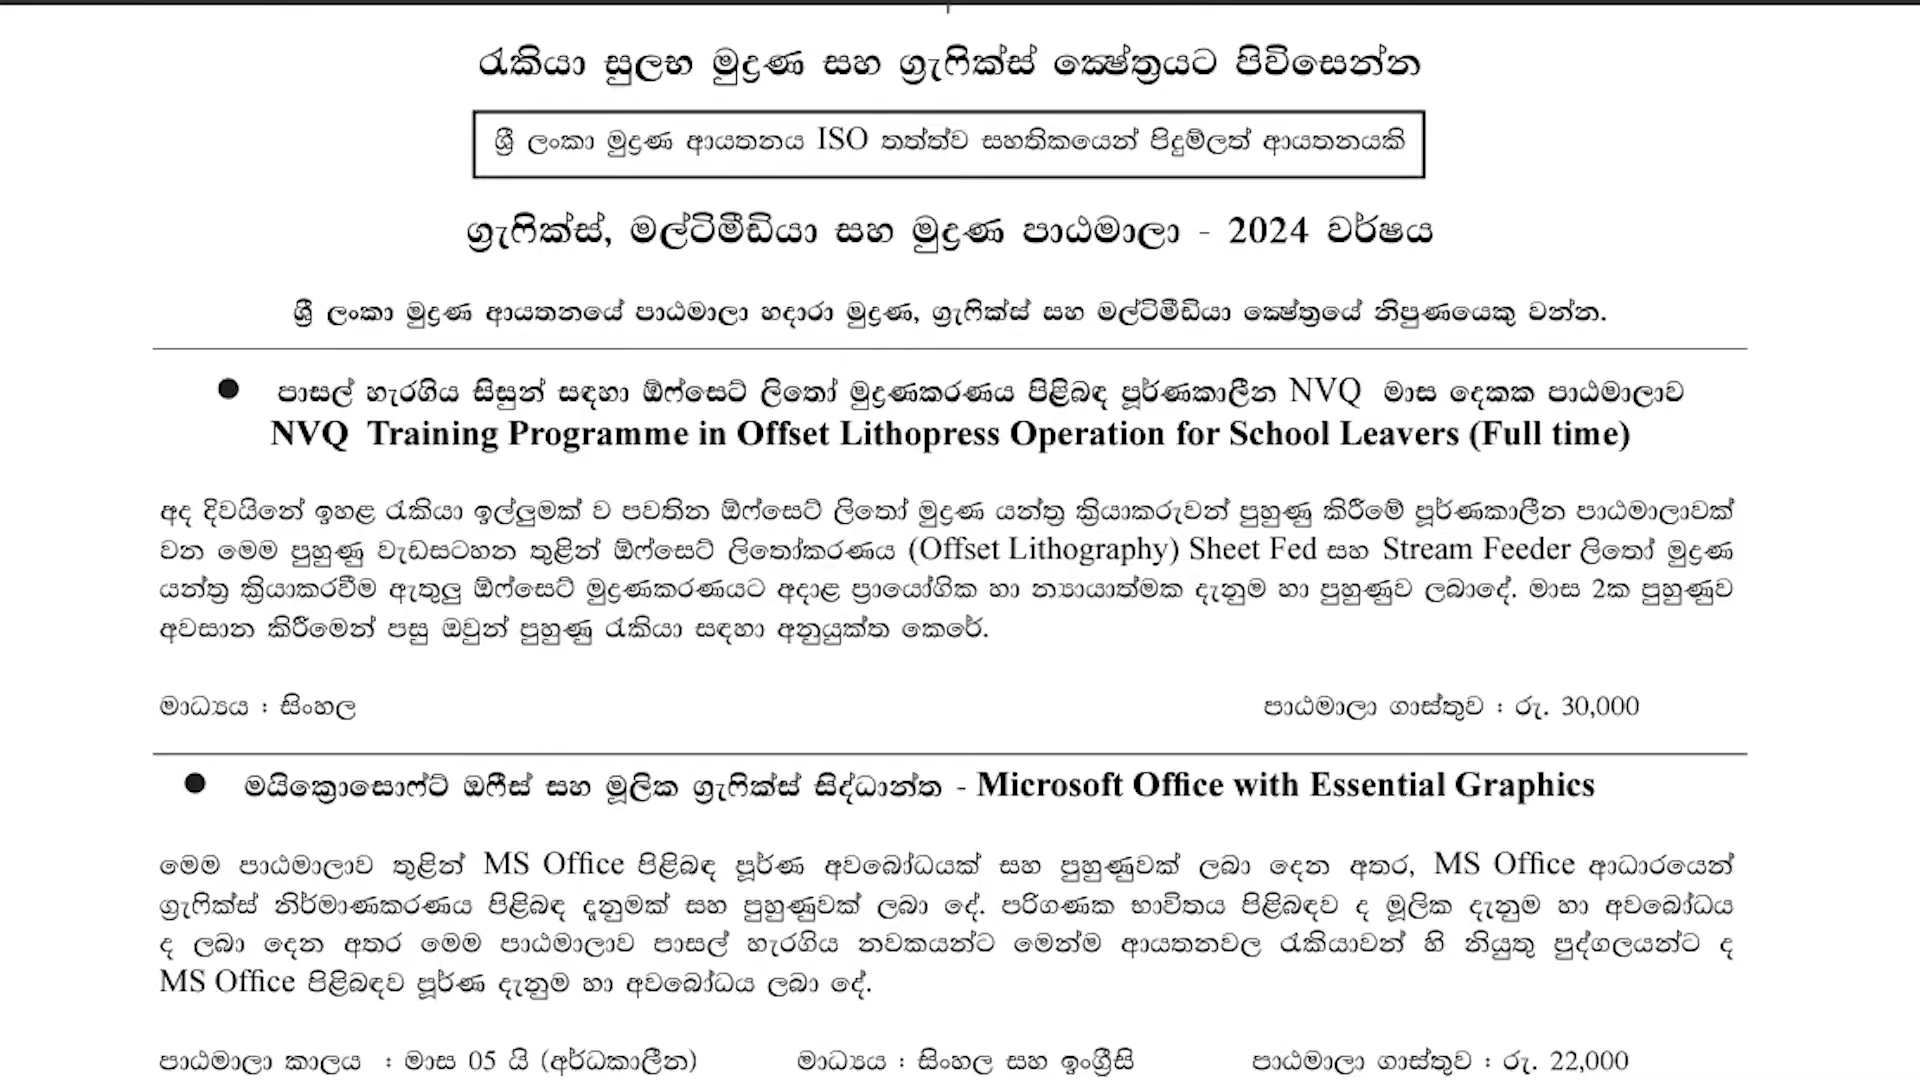 රැකියා සුලභ මුද්‍රණ සහ ග්‍රැෆික්ස් ක්‍ෂේත්‍රයට පිවිසෙන්න
ශ්‍රී ලංකා මුද්‍රණ ආයතනය ISO තත්ත්ව සහතිකයෙන් පිදුම්ලත් ආයතනයකි
ග්‍රැෆික්ස්, මල්ටිමීඩියා සහ මුද්‍රණ පාඨමාලා - 2024 වර්ෂය
ශ්‍රී ලංකා මුද්‍රණ ආයතනයේ පාඨමාලා හදාරා මුද්‍රණ, ග්‍රැෆික්ස් සහ මල්ටිමීඩියා ක්‍ෂේත්‍රයේ නිපුණයෙකු වන්න.
● පාසල් හැරගිය සිසුන් සඳහා ඕෆ්සෙට් ලිතෝ මුද්‍රණකරණය පිළිබඳ පූර්ණකාලීන NVQ මාස දෙකක පාඨමාලාව
NVQ Training Programme in Offset Lithopress Operation for School Leavers (Full time)
අද දිවයිනේ ඉහළ රැකියා ඉල්ලුමක් ව පවතින ඕෆ්සෙට් ලිතෝ මුද්‍රණ යන්ත්‍ර ක්‍රියාකරුවන් පුහුණු කිරීමේ පූර්ණකාලීන පාඨමාලාවක්
වන මෙම පුහුණු වැඩසටහන තුළින් ඕෆ්සෙට් ලිතෝකරණය (Offset Lithography) Sheet Fed සහ Stream Feeder ලිතෝ මුද්‍රණ
යන්ත්‍ර ක්‍රියාකරවීම ඇතුලු ඕෆ්සෙට් මුද්‍රණකරණයට අදාළ ප්‍රායෝගික හා න්‍යායාත්මක දැනුම හා පුහුණුව ලබාදේ. මාස 2ක පුහුණුව
අවසාන කිරීමෙන් පසු ඔවුන් පුහුණු රැකියා සඳහා අනුයුක්ත කෙරේ.
මාධ්‍යය : සිංහල පාඨමාලා ගාස්තුව : රු. 30,000
● මයික්‍රොසොෆ්ට් ඔෆීස් සහ මූලික ග්‍රැෆික්ස් සිද්ධාන්ත - Microsoft Office with Essential Graphics
මෙම පාඨමාලාව තුළින් MS Office පිළිබඳ පූර්ණ අවබෝධයක් සහ පුහුණුවක් ලබා දෙන අතර, MS Office ආධාරයෙන්
ග්‍රැෆික්ස් නිර්මාණකරණය පිළිබඳ දූනුමක් සහ පුහුණුවක් ලබා දේ. පරිගණක භාවිතය පිළිබඳව ද මූලික දැනුම හා අවබෝධය
ද ලබා දෙන අතර මෙම පාඨමාලාව පාසල් හැරගිය නවකයන්ට මෙන්ම ආයතනවල රැකියාවන් හි නියුතු පුද්ගලයන්ට ද
MS Office පිළිබඳව පූර්ණ දැනුම හා අවබෝධය ලබා දේ.
පාඨමාලා කාලය : මාස 05 යි (අර්ධකාලීන) මාධ්‍යය : සිංහල සහ ඉංග්‍රීසි පාඨමාලා ගාස්තුව : රු. 22,000